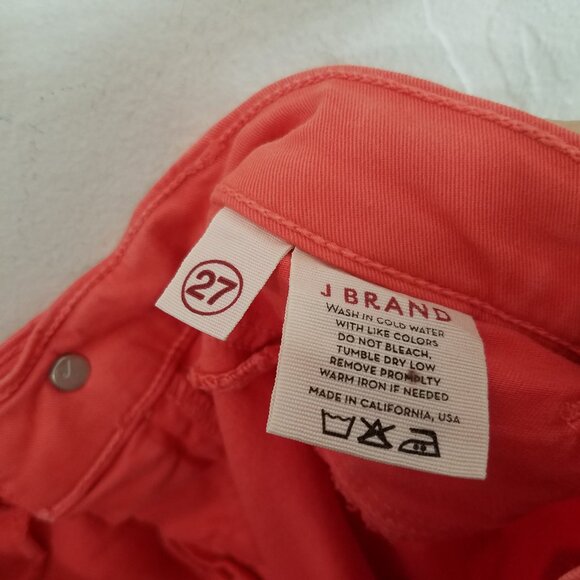 27
J BRAND
WASH IN COLD WATER
WITH LIKE COLORS
DO NOT BLEACH,
TUMBLE DRY LOW
REMOVE PROMPLTY
WARM IRON IF NEEDED
MADE IN CALIFORNIA, USA